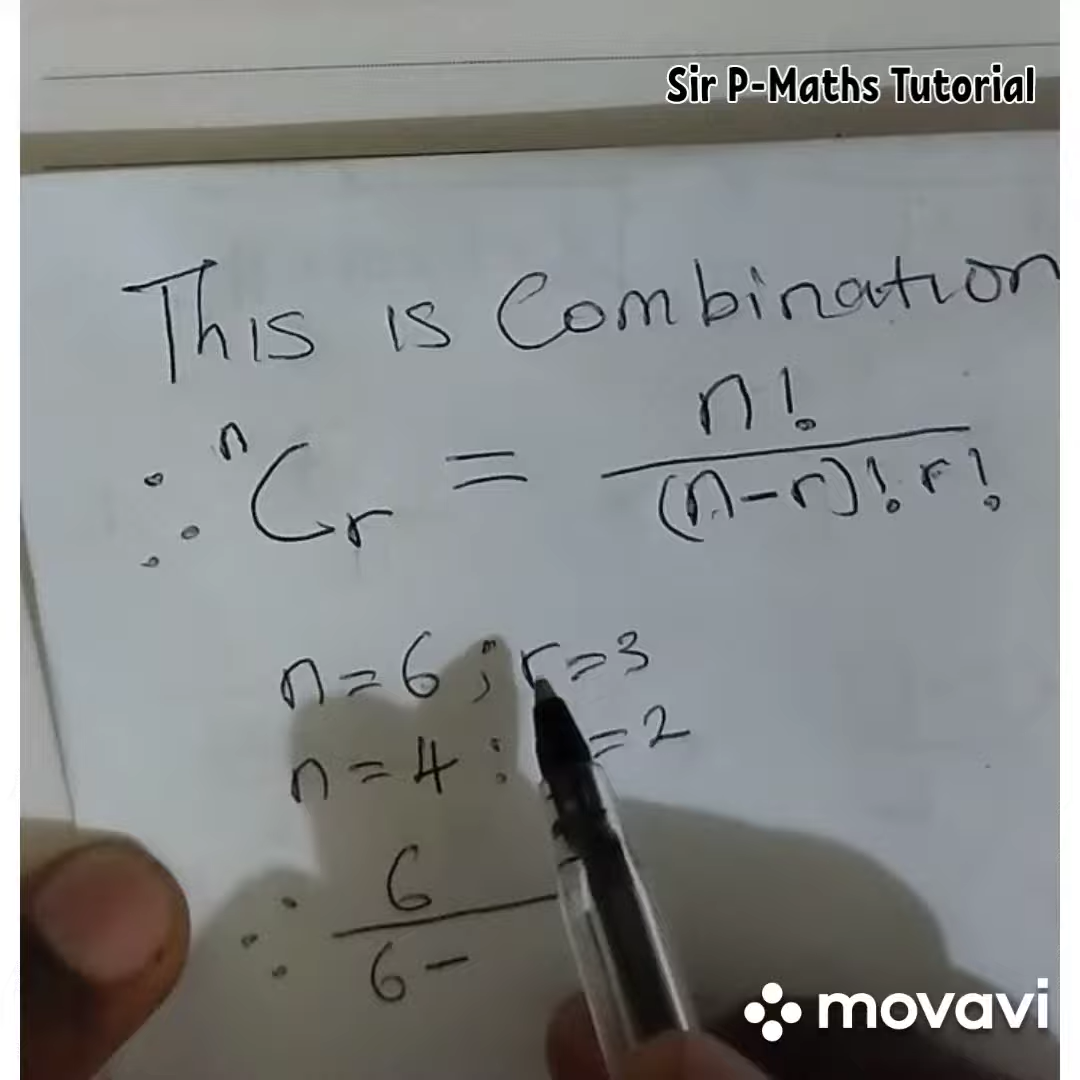 Sir P-Maths Tutorial
This is Combination
∴ ⁿCᵣ = n! / (n-r)! r!
n = 6 ; r = 3
n = 4 ; = 2
∴ 6 / 6 -
movavi